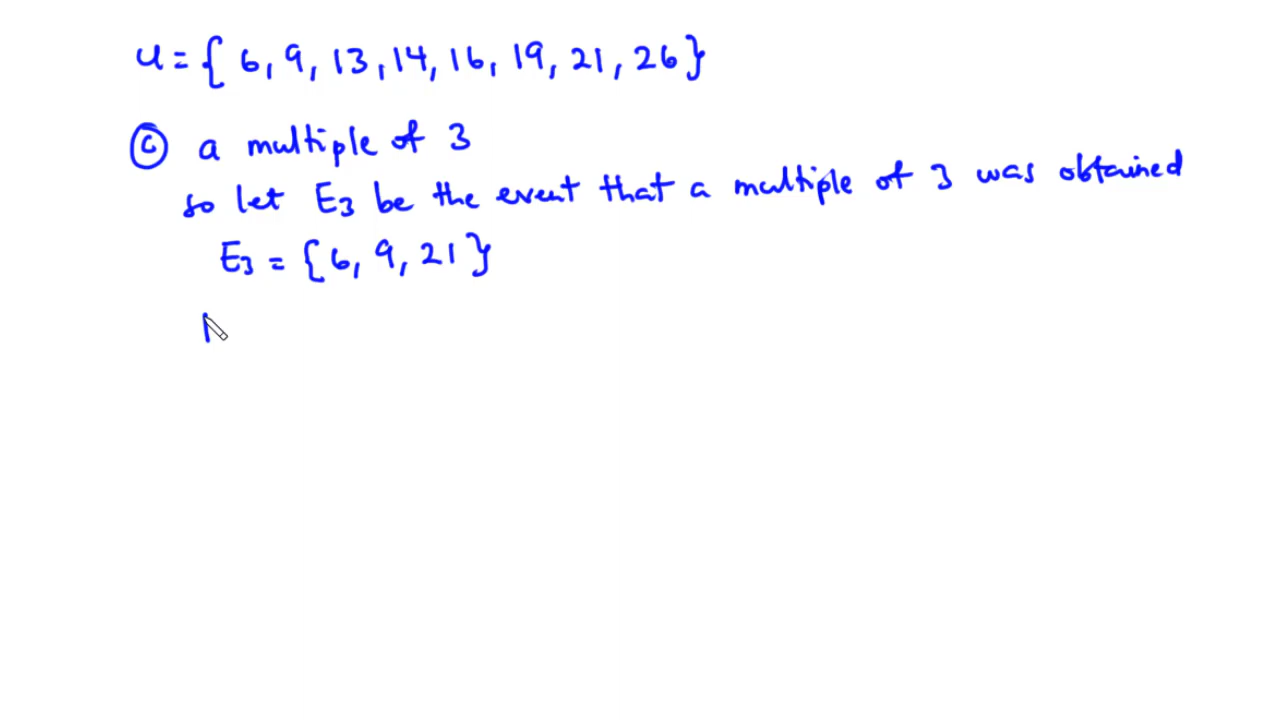 U = { 6, 9, 13, 14, 16, 19, 21, 26 }
ⓒ a multiple of 3
so let E₃ be the event that a multiple of 3 was obtained
E₃ = { 6, 9, 21 }